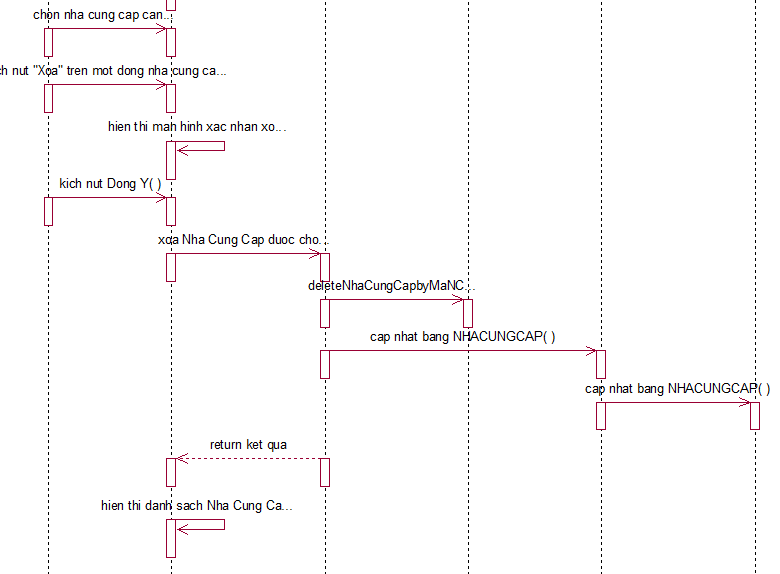 chon nha cung cap can...
ch nut "Xoa" tren mot dong nha cung ca...
hien thi man hinh xac nhan xo...
kich nut Dong Y( )
xoa Nha Cung Cap duoc cho...
deleteNhaCungCapbyMaNC...
cap nhat bang NHACUNGCAP( )
cap nhat bang NHACUNGCAP( )
return ket qua
hien thi danh sach Nha Cung Ca...